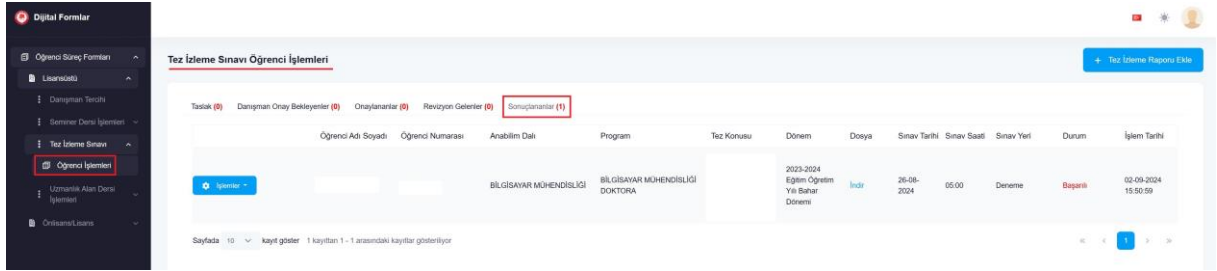 Dijital Formlar
Öğrenci Süreç Formları
Lisansüstü
Danışman Tercihi
Seminer Dersi İşlemleri
Tez İzleme Sınavı
Öğrenci İşlemleri
Uzmanlık Alan Dersi
İşlemleri
Önlisans/Lisans
Tez İzleme Sınavı Öğrenci İşlemleri
+ Tez İzleme Raporu Ekle
Taslak (0) Danışman Onay Bekleyenler (0) Onaylananlar (0) Revizyon Gelenler (0) Sonuçlananlar (1)
Öğrenci Adı Soyadı Öğrenci Numarası Anabilim Dalı Program Tez Konusu Dönem Dosya Sınav Tarihi Sınav Saati Sınav Yeri Durum İşlem Tarihi
İşlemler
BİLGİSAYAR MÜHENDİSLİĞİ
BİLGİSAYAR MÜHENDİSLİĞİ
DOKTORA
2023-2024
Eğitim Öğretim
Yılı Bahar
Dönemi
İndir
26-08-
2024
05:00
Deneme
Başarılı
02-09-2024
15:50:59
Sayfada 10 kayıt göster 1 kayıttan 1 - 1 arasındaki kayıtlar gösteriliyor
« ‹ 1 › »